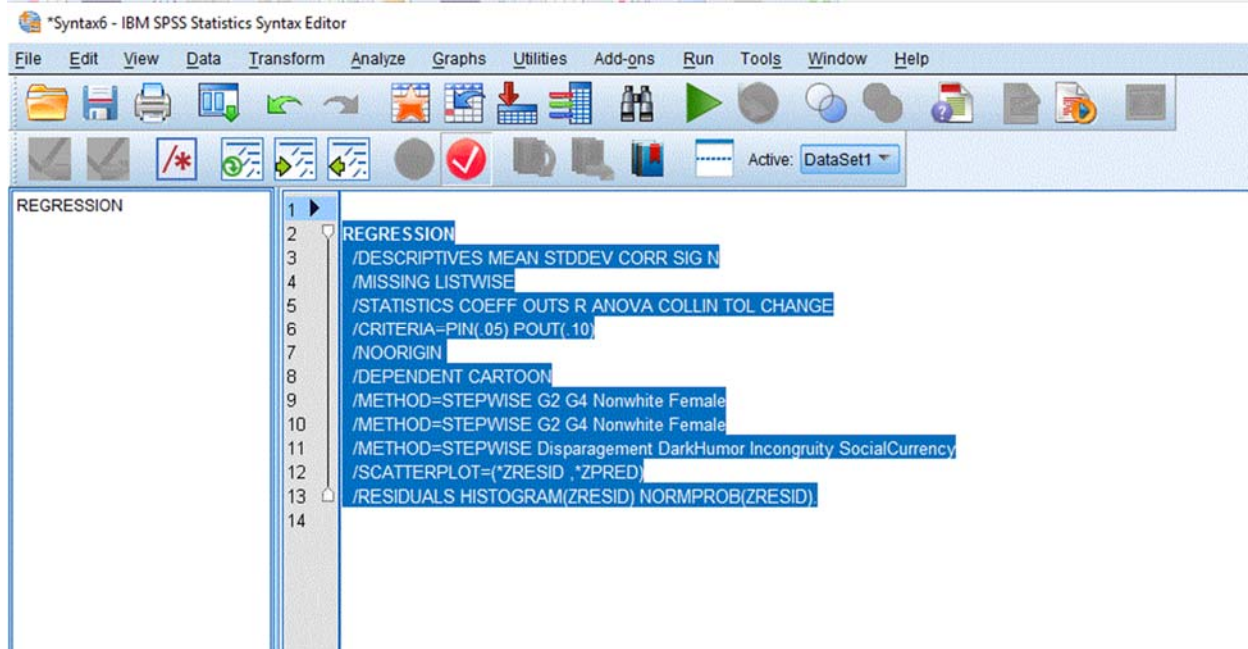 *Syntax6 - IBM SPSS Statistics Syntax Editor
File Edit View Data Transform Analyze Graphs Utilities Add-ons Run Tools Window Help
/*
Active: DataSet1
REGRESSION
1
2 REGRESSION
3 /DESCRIPTIVES MEAN STDDEV CORR SIG N
4 /MISSING LISTWISE
5 /STATISTICS COEFF OUTS R ANOVA COLLIN TOL CHANGE
6 /CRITERIA=PIN(.05) POUT(.10)
7 /NOORIGIN
8 /DEPENDENT CARTOON
9 /METHOD=STEPWISE G2 G4 Nonwhite Female
10 /METHOD=STEPWISE G2 G4 Nonwhite Female
11 /METHOD=STEPWISE Disparagement DarkHumor Incongruity SocialCurrency
12 /SCATTERPLOT=(*ZRESID ,*ZPRED)
13 /RESIDUALS HISTOGRAM(ZRESID) NORMPROB(ZRESID).
14